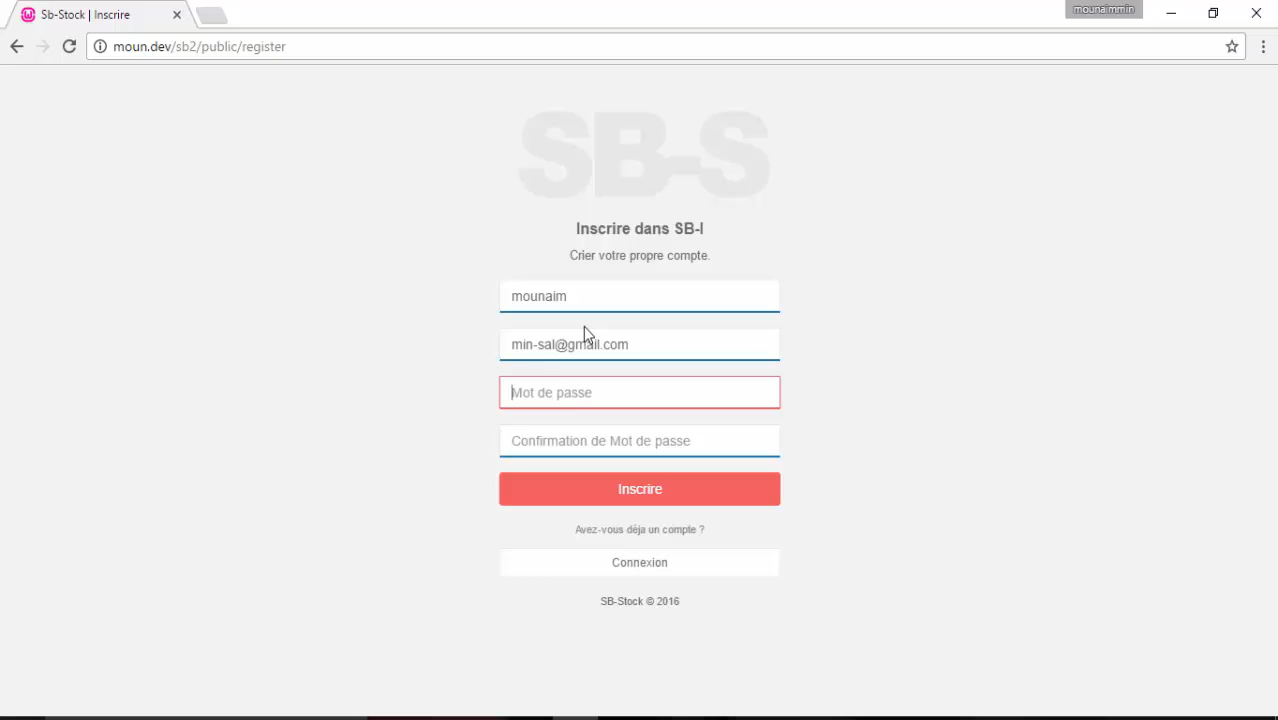 Sb-Stock | Inscrire
mounaimmin
moun.dev/sb2/public/register
SB-S
Inscrire dans SB-I
Crier votre propre compte.
mounaim
min-sal@gmail.com
Mot de passe
Confirmation de Mot de passe
Inscrire
Avez-vous déja un compte ?
Connexion
SB-Stock © 2016